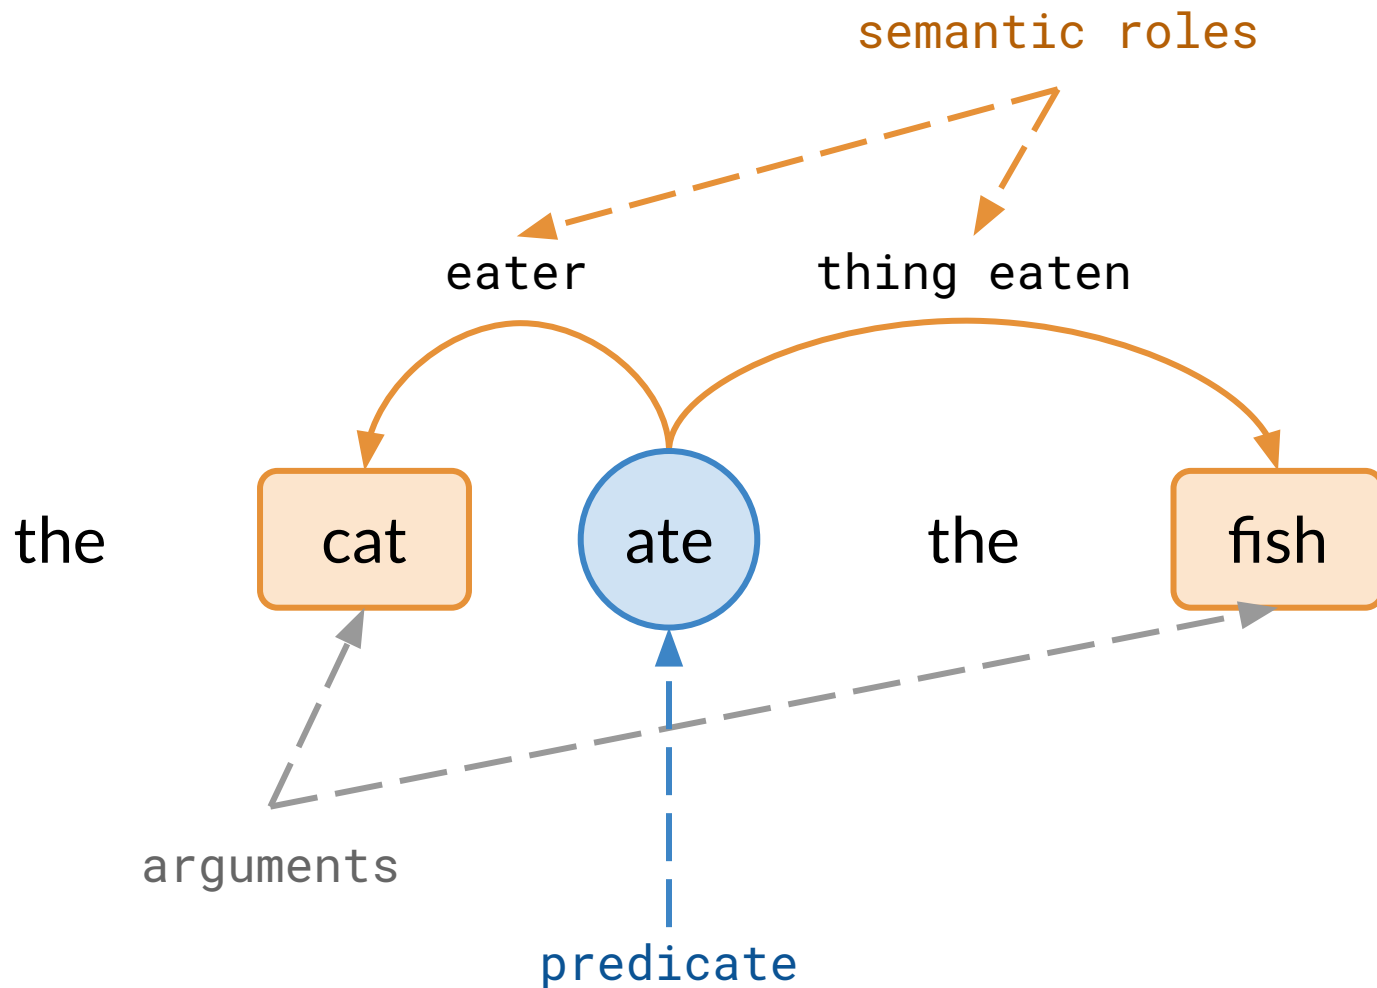 semantic roles
eater thing eaten
the cat ate the fish
arguments
predicate